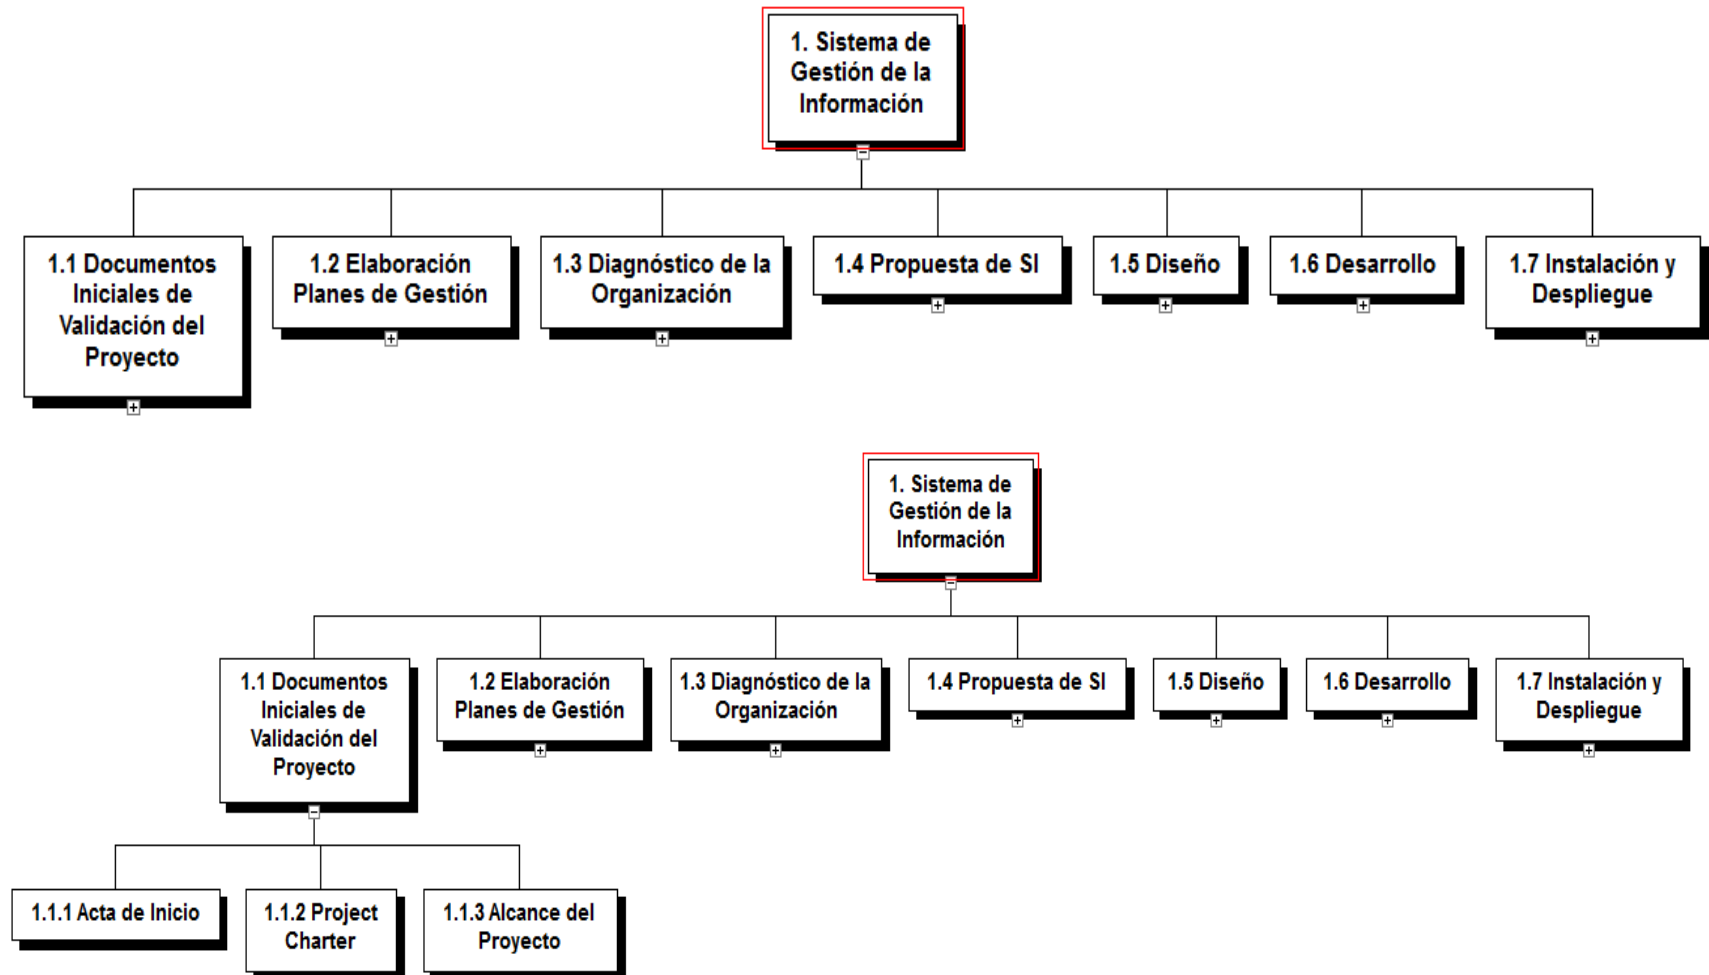 1. Sistema de
Gestión de la
Información
1.1 Documentos
Iniciales de
Validación del
Proyecto
1.2 Elaboración
Planes de Gestión
1.3 Diagnóstico de la
Organización
1.4 Propuesta de SI
1.5 Diseño
1.6 Desarrollo
1.7 Instalación y
Despliegue
1. Sistema de
Gestión de la
Información
1.1 Documentos
Iniciales de
Validación del
Proyecto
1.2 Elaboración
Planes de Gestión
1.3 Diagnóstico de la
Organización
1.4 Propuesta de SI
1.5 Diseño
1.6 Desarrollo
1.7 Instalación y
Despliegue
1.1.1 Acta de Inicio
1.1.2 Project
Charter
1.1.3 Alcance del
Proyecto